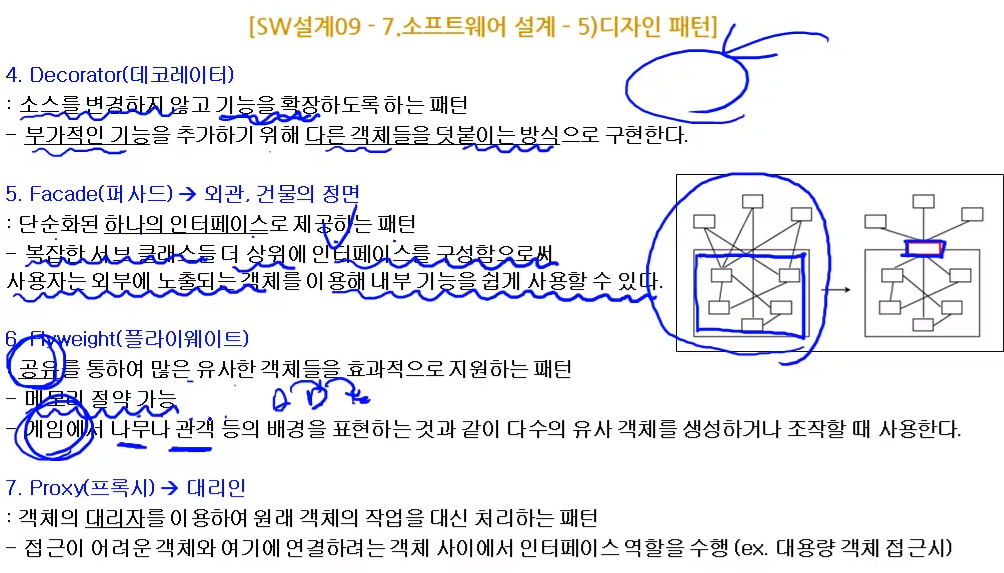 [SW설계09 - 7.소프트웨어 설계 - 5)디자인 패턴]
4. Decorator(데코레이터)
: 소스를 변경하지 않고 기능을 확장하도록 하는 패턴
- 부가적인 기능을 추가하기 위해 다른 객체들을 덧붙이는 방식으로 구현한다.
5. Facade(퍼사드) → 외관, 건물의 정면
: 단순화된 하나의 인터페이스로 제공하는 패턴
- 복잡한 서브 클래스들 더 상위에 인터페이스를 구성함으로써
사용자는 외부에 노출되는 객체를 이용해 내부 기능을 쉽게 사용할 수 있다.
6. Flyweight(플라이웨이트)
: 공유를 통하여 많은 유사한 객체들을 효과적으로 지원하는 패턴
- 메모리 절약 가능
- 게임에서 나무나 관객 등의 배경을 표현하는 것과 같이 다수의 유사 객체를 생성하거나 조작할 때 사용한다.
7. Proxy(프록시) → 대리인
: 객체의 대리자를 이용하여 원래 객체의 작업을 대신 처리하는 패턴
- 접근이 어려운 객체와 여기에 연결하려는 객체 사이에서 인터페이스 역할을 수행 (ex. 대용량 객체 접근시)